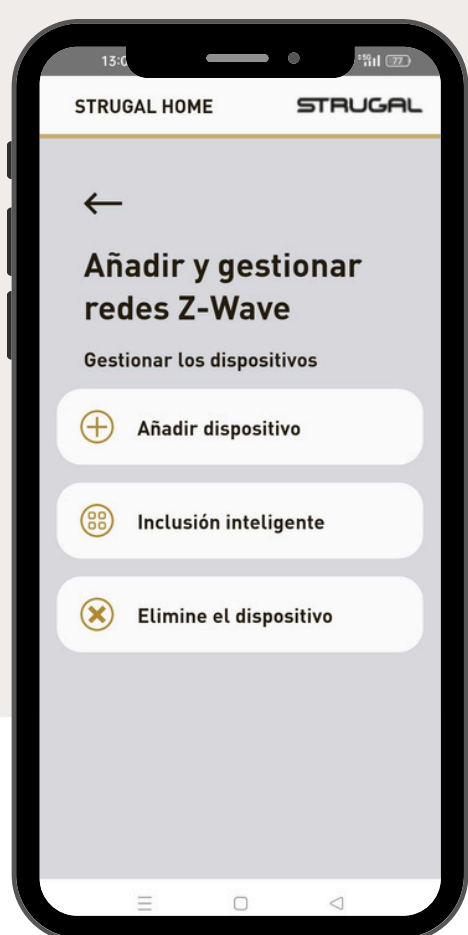 STRUGAL HOME STRUGAL
Añadir y gestionar
redes Z-Wave
Gestionar los dispositivos
Añadir dispositivo
Inclusión inteligente
Elimine el dispositivo